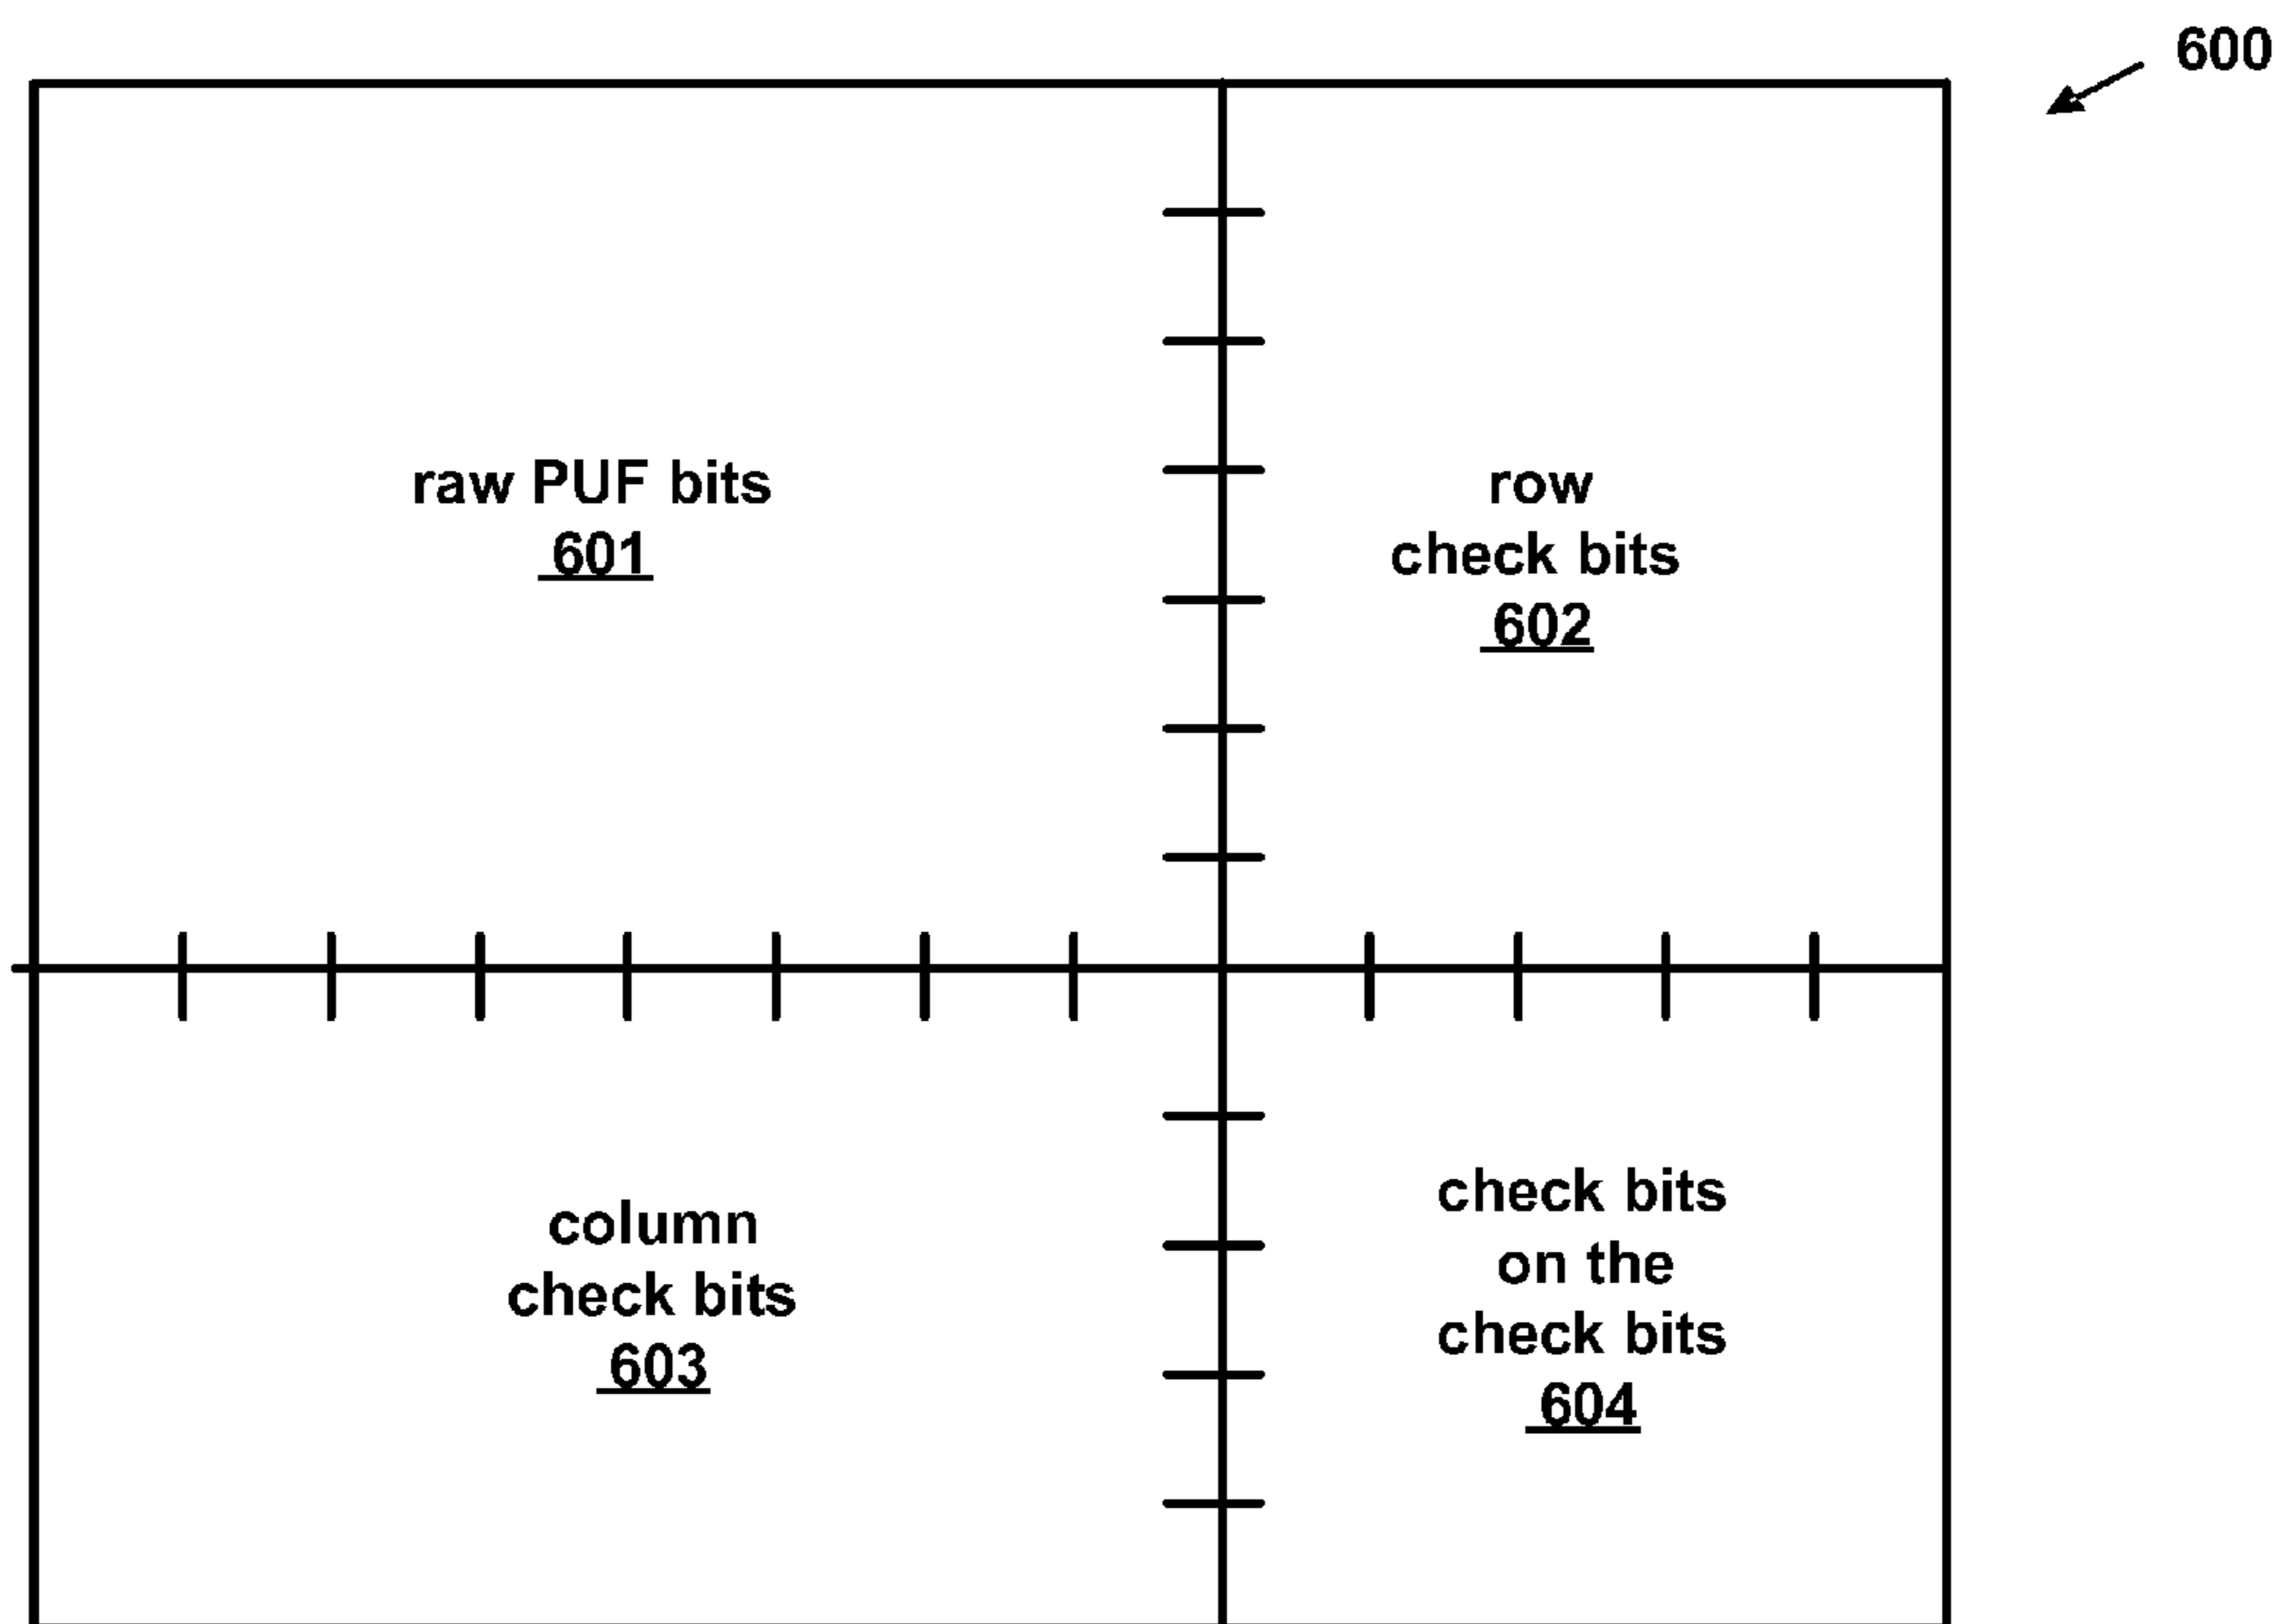 600
raw PUF bits
601
row
check bits
602
column
check bits
603
check bits
on the
check bits
604